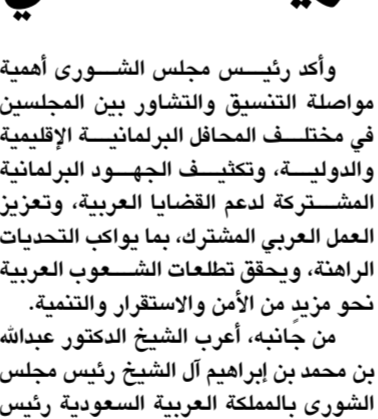 وأكد رئيس مجلس الشورى أهمية
مواصلة التنسيق والتشاور بين المجلسين
في مختلف المحافل البرلمانية الإقليمية
والدولية، وتكثيف الجهود البرلمانية
المشتركة لدعم القضايا العربية، وتعزيز
العمل العربي المشترك، بما يواكب التحديات
الراهنة، ويحقق تطلعات الشعوب العربية
نحو مزيدٍ من الأمن والاستقرار والتنمية.
من جانبه، أعرب الشيخ الدكتور عبدالله
بن محمد بن إبراهيم آل الشيخ رئيس مجلس
الشورى بالمملكة العربية السعودية رئيس